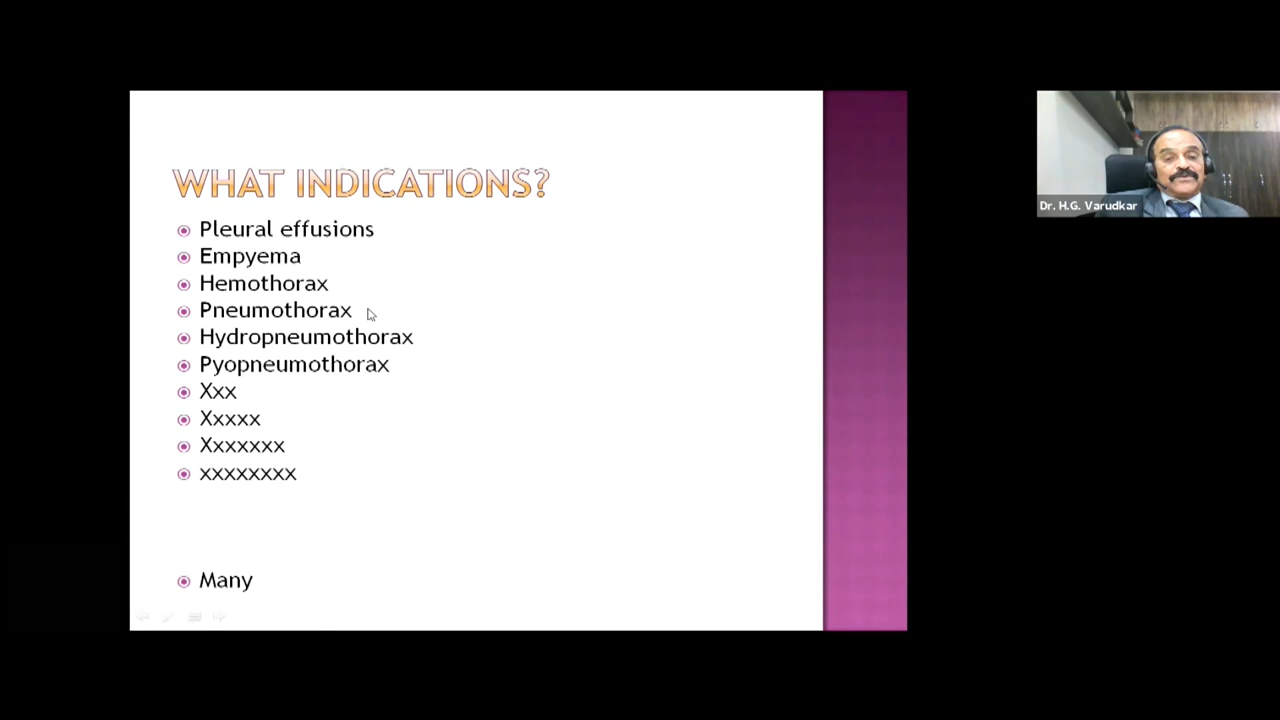 WHAT INDICATIONS?
Pleural effusions
Empyema
Hemothorax
Pneumothorax
Hydropneumothorax
Pyopneumothorax
Xxx
Xxxxx
Xxxxxxx
xxxxxxxx
Many
Dr. H.G. Varudkar